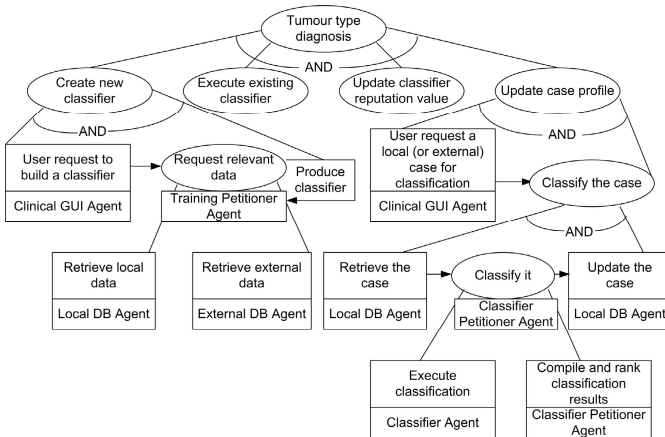 Tumour type
diagnosis
AND
Create new
classifier
Execute existing
classifier
Update classifier
reputation value
Update case profile
AND
AND
User request to
build a classifier
Clinical GUI Agent
Request relevant
data
Training Petitioner
Agent
Produce
classifier
User request a
local (or external)
case for
classification
Clinical GUI Agent
Classify the case
AND
Retrieve local
data
Local DB Agent
Retrieve external
data
External DB Agent
Retrieve the
case
Local DB Agent
Classify it
Classifier
Petitioner Agent
Update the
case
Local DB Agent
Execute
classification
Classifier Agent
Compile and rank
classification
results
Classifier Petitioner
Agent